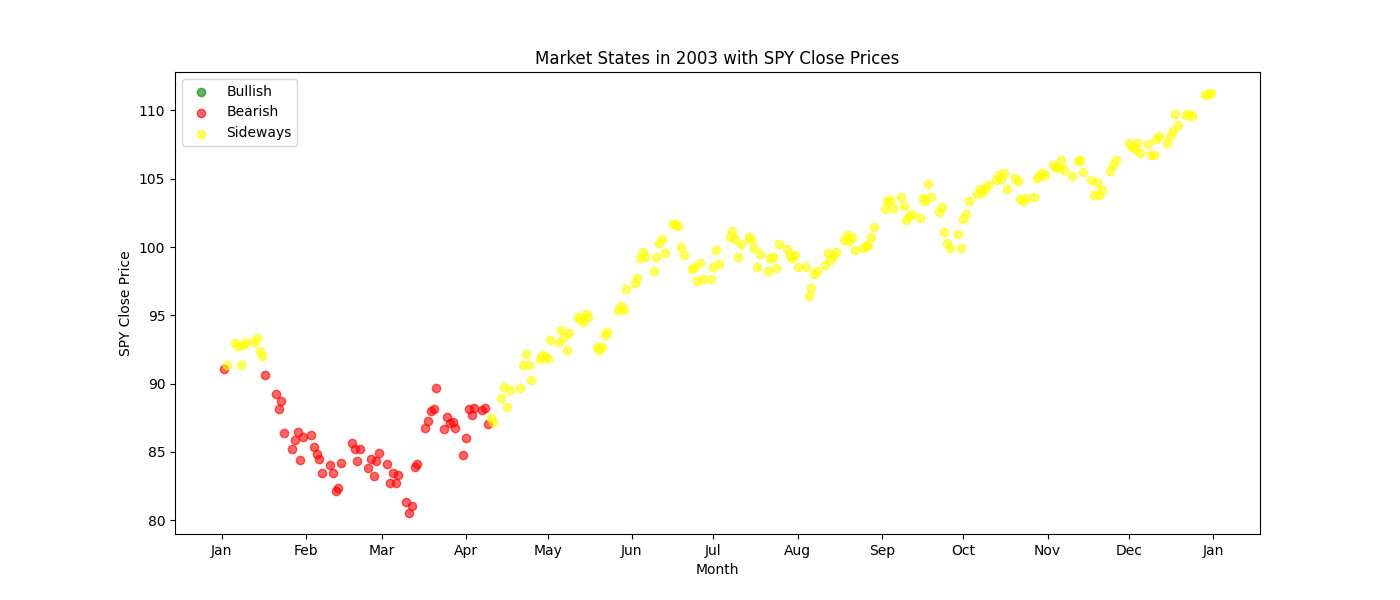 Market States in 2003 with SPY Close Prices
Bullish
Bearish
Sideways
SPY Close Price
110
105
100
95
90
85
80
Jan Feb Mar Apr May Jun Jul Aug Sep Oct Nov Dec Jan
Month